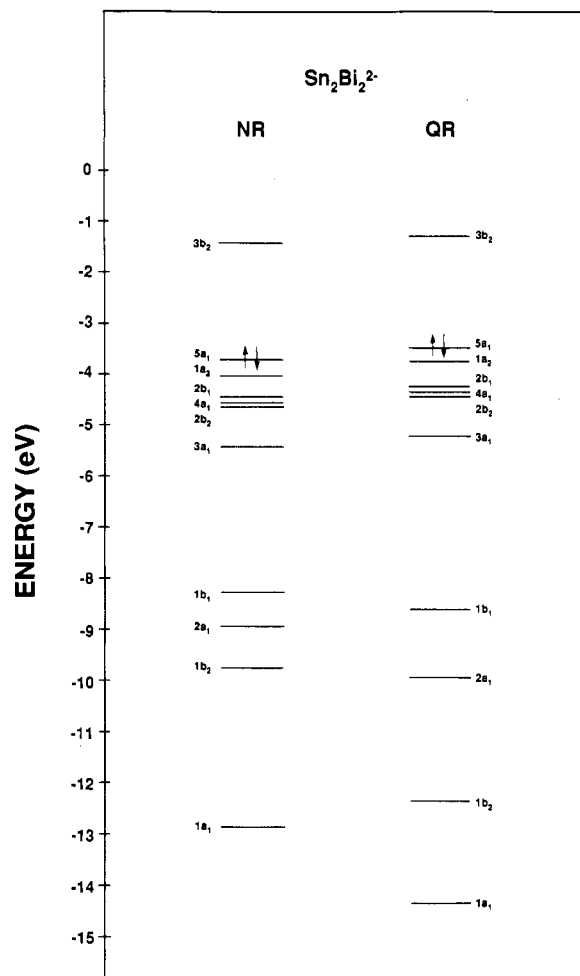 Sn₂Bi₂²⁻
NR QR
ENERGY (eV)
0
-1
-2
-3
-4
-5
-6
-7
-8
-9
-10
-11
-12
-13
-14
-15
3b₂
5a₁
1a₂
2b₁
4a₁
2b₂
3a₁
1b₁
2a₁
1b₂
1a₁
3b₂
5a₁
1a₂
2b₁
4a₁
2b₂
3a₁
1b₁
2a₁
1b₂
1a₁